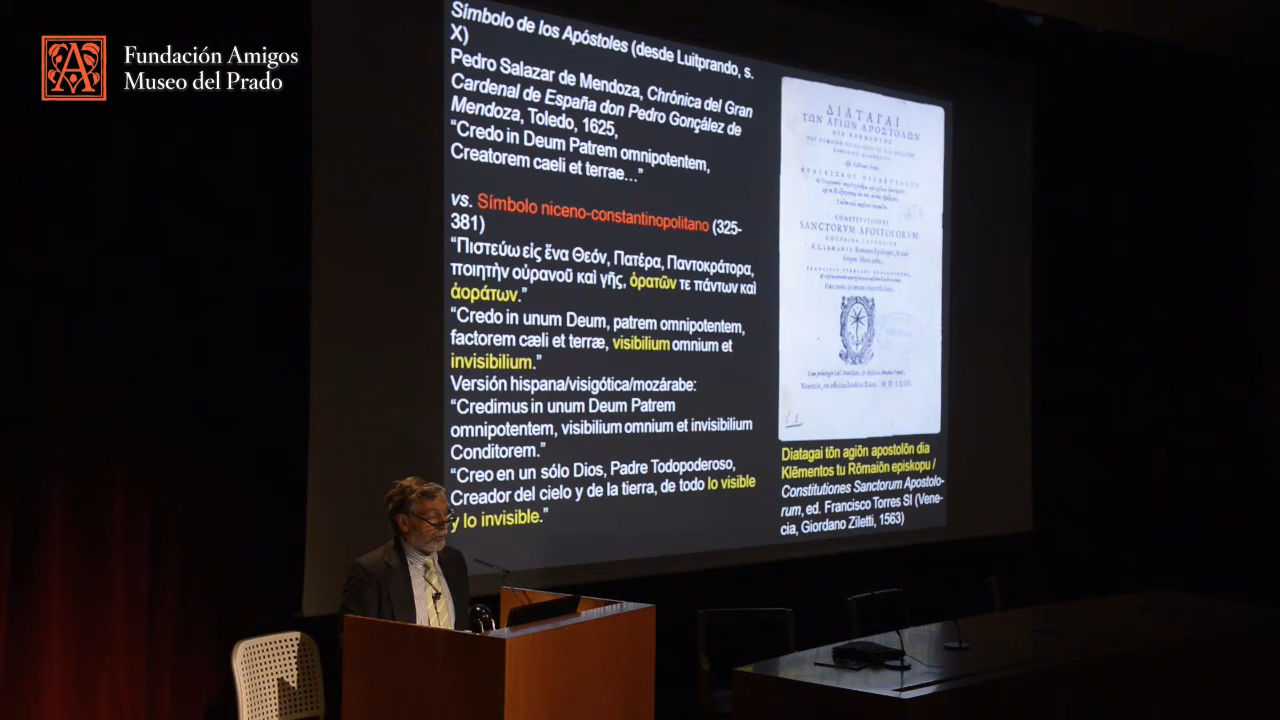 Fundación Amigos
Museo del Prado
Símbolo de los Apóstoles (desde Luitprando, s.
X)
Pedro Salazar de Mendoza, Chrónica del Gran
Cardenal de España don Pedro Gonçález de
Mendoza, Toledo, 1625,
“Credo in Deum Patrem omnipotentem,
Creatorem caeli et terrae…”
vs. Símbolo niceno-constantinopolitano (325-
381)
“Πιστεύω εἰς ἕνα Θεόν, Πατέρα, Παντοκράτορα,
ποιητὴν οὐρανοῦ καὶ γῆς, ὁρατῶν τε πάντων καὶ
ἀοράτων.”
“Credo in unum Deum, patrem omnipotentem,
factorem cæli et terræ, visibilium omnium et
invisibilium.”
Versión hispana/visigótica/mozárabe:
“Credimus in unum Deum Patrem
omnipotentem, visibilium omnium et invisibilium
Conditorem.”
“Creo en un sólo Dios, Padre Todopoderoso,
Creador del cielo y de la tierra, de todo lo visible
y lo invisible.”
ΔΙΑΤΑΓΑΙ
ΤΩΝ ΑΓΙΩΝ ΑΠΟΣΤΟΛΩΝ
CONSTITVTIONES
SANCTORVM APOSTOLORVM
DOCTRINA CATHOLICA
A CLEMENTE
Diatagai tōn agiōn apostolōn dia
Klēmentos tu Rōmaiōn episkopu /
Constitutiones Sanctorum Apostolo-
rum, ed. Francisco Torres SI (Vene-
cia, Giordano Ziletti, 1563)